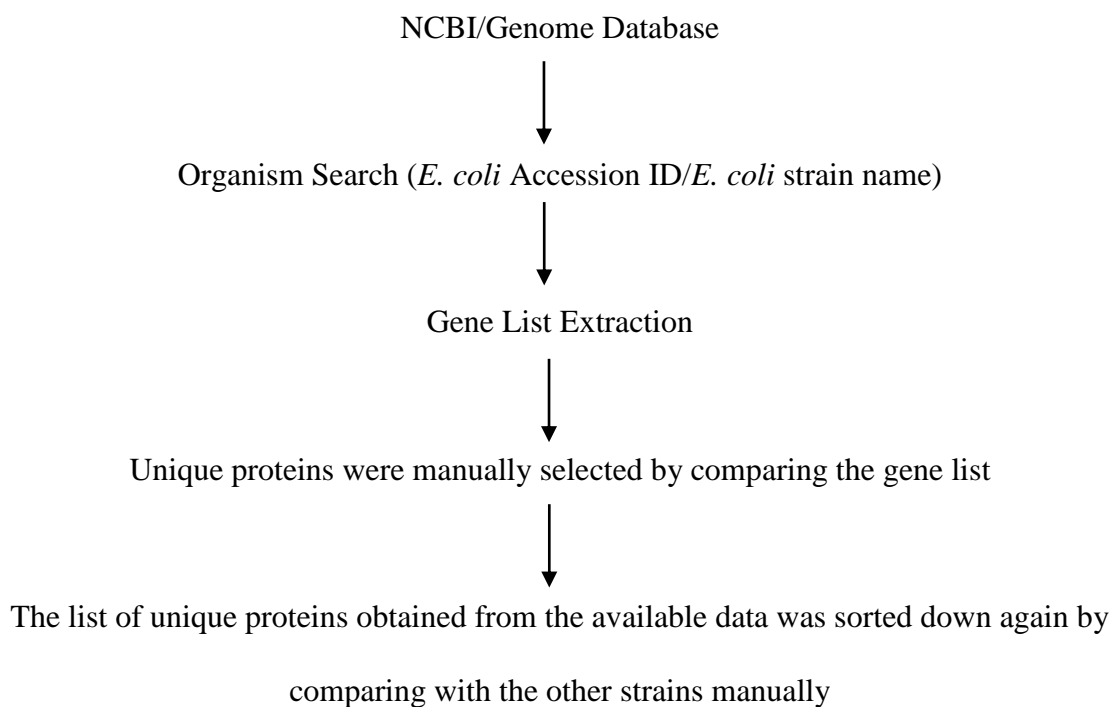 NCBI/Genome Database
Organism Search (E. coli Accession ID/E. coli strain name)
Gene List Extraction
Unique proteins were manually selected by comparing the gene list
The list of unique proteins obtained from the available data was sorted down again by
comparing with the other strains manually